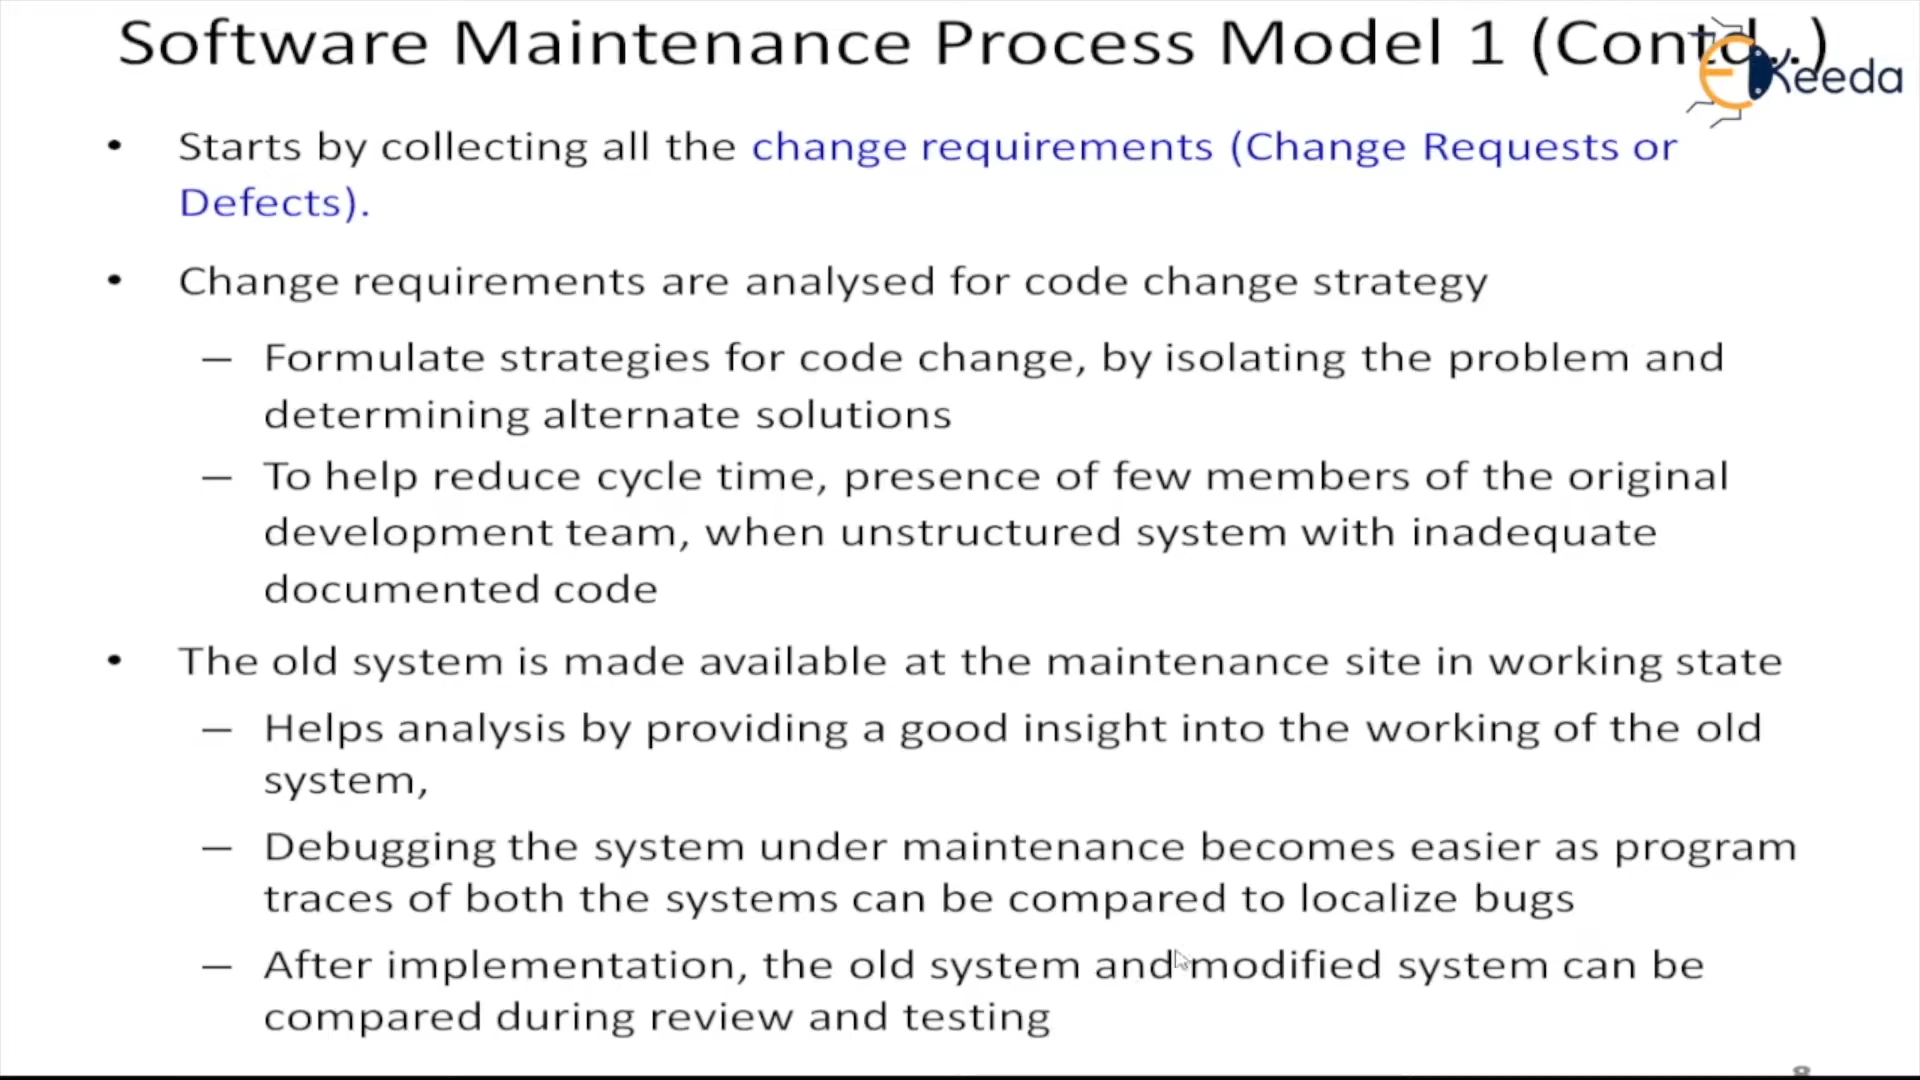 Software Maintenance Process Model 1 (Contd..)
EKeeda
• Starts by collecting all the change requirements (Change Requests or
Defects).
• Change requirements are analysed for code change strategy
– Formulate strategies for code change, by isolating the problem and
determining alternate solutions
– To help reduce cycle time, presence of few members of the original
development team, when unstructured system with inadequate
documented code
• The old system is made available at the maintenance site in working state
– Helps analysis by providing a good insight into the working of the old
system,
– Debugging the system under maintenance becomes easier as program
traces of both the systems can be compared to localize bugs
– After implementation, the old system and modified system can be
compared during review and testing